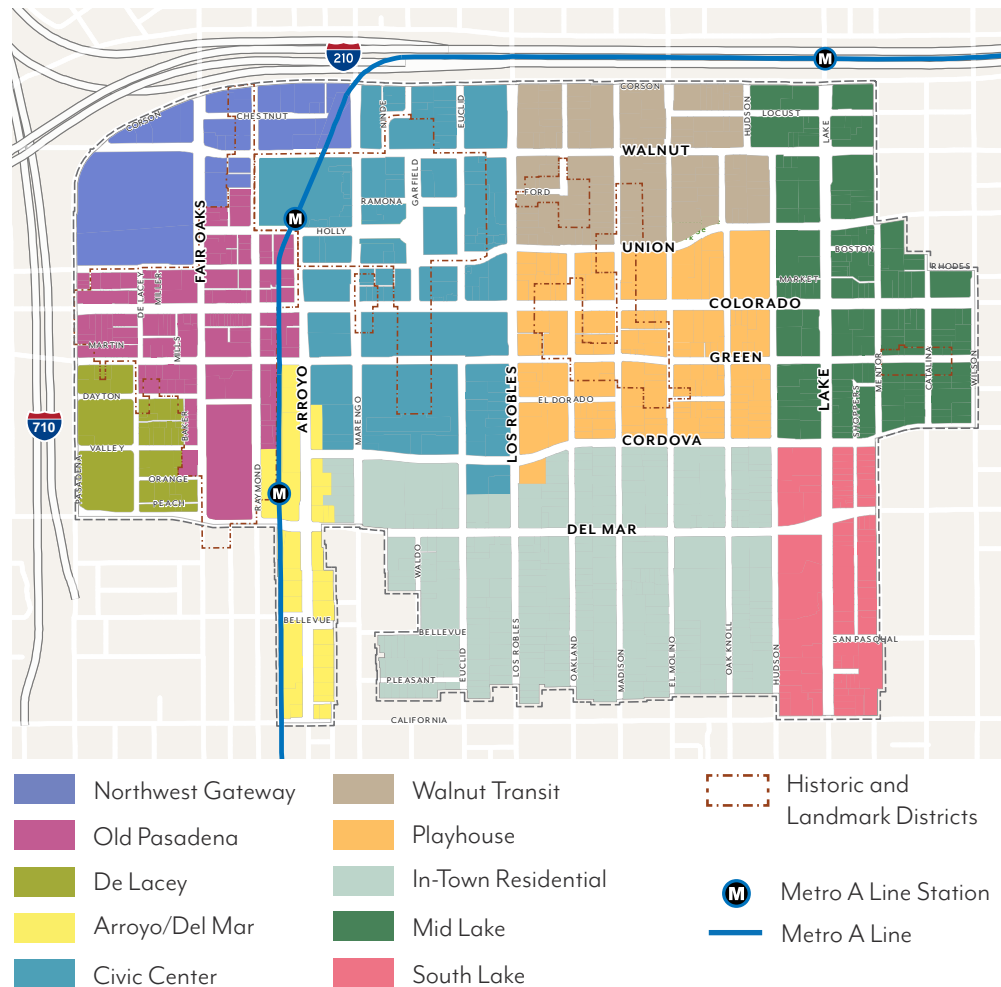 210
M
CORSON
CORSON
CHESTNUT
NINDE
EUCLID
HUDSON
LOCUST
LAKE
WALNUT
GARFIELD
RAMONA
FORD
FAIR OAKS
M
HOLLY
UNION
BOSTON
RHODES
DE LACEY
MILLER
MARKET
COLORADO
MARTIN
MILLS
GREEN
MENTOR
CATALINA
WILSON
DAYTON
ARROYO
MARENGO
LOS ROBLES
EL DORADO
LAKE
SHOPPERS
710
BAKER
VALLEY
CORDOVA
PASADENA
ORANGE
RAYMOND
M
PEACH
DEL MAR
WALDO
BELLEVUE
BELLEVUE
SAN PASCHAL
EUCLID
LOS ROBLES
OAKLAND
MADISON
EL MOLINO
OAK KNOLL
HUDSON
PLEASANT
CALIFORNIA
Northwest Gateway
Old Pasadena
De Lacey
Arroyo/Del Mar
Civic Center
Walnut Transit
Playhouse
In-Town Residential
Mid Lake
South Lake
Historic and
Landmark Districts
M
Metro A Line Station
Metro A Line